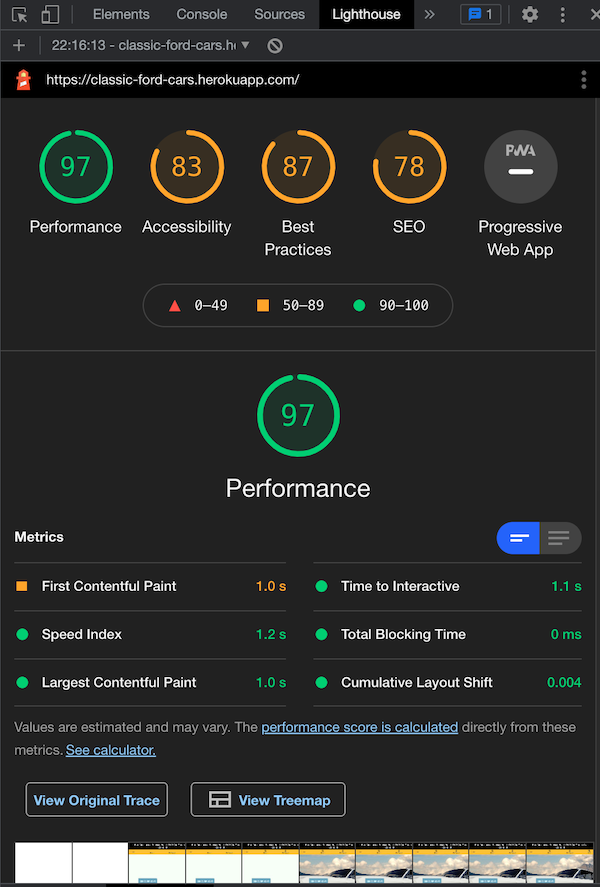 Elements Console Sources Lighthouse » 1
+ 22:16:13 - classic-ford-cars.h
https://classic-ford-cars.herokuapp.com/
97 83 87 78 PWA
Performance Accessibility Best Practices SEO Progressive Web App
0–49 50–89 90–100
97
Performance
Metrics
First Contentful Paint 1.0 s Time to Interactive 1.1 s
Speed Index 1.2 s Total Blocking Time 0 ms
Largest Contentful Paint 1.0 s Cumulative Layout Shift 0.004
Values are estimated and may vary. The performance score is calculated directly from these
metrics. See calculator.
View Original Trace View Treemap